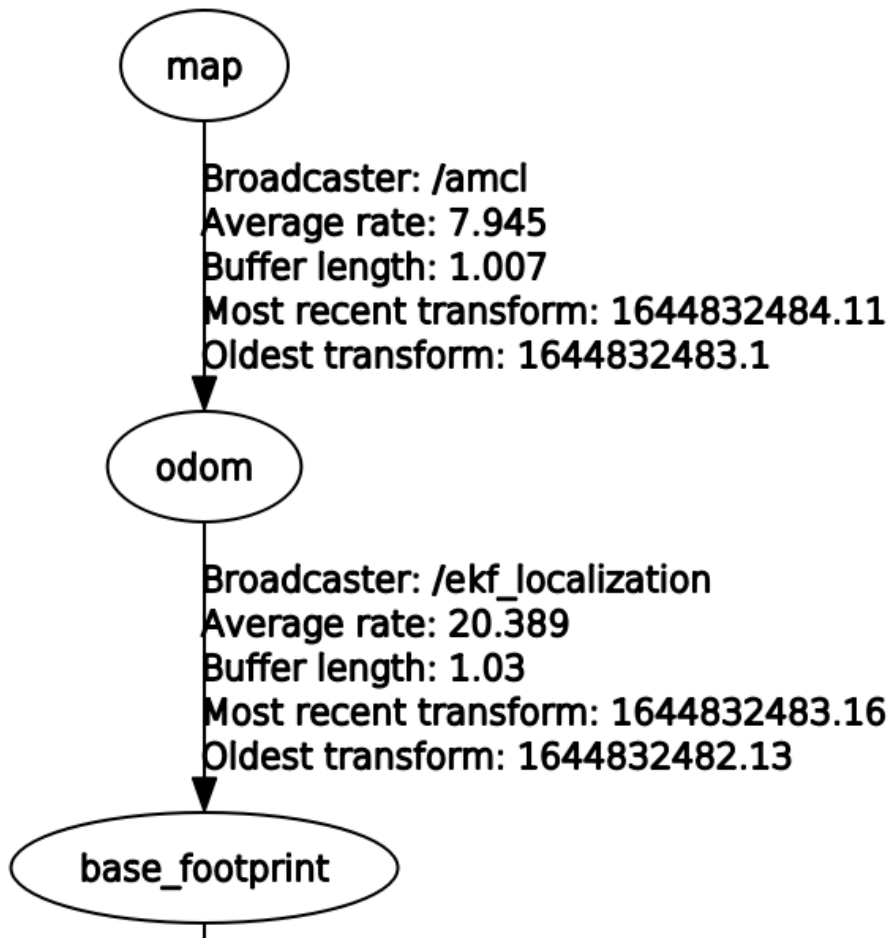 map
Broadcaster: /amcl
Average rate: 7.945
Buffer length: 1.007
Most recent transform: 1644832484.11
Oldest transform: 1644832483.1
odom
Broadcaster: /ekf_localization
Average rate: 20.389
Buffer length: 1.03
Most recent transform: 1644832483.16
Oldest transform: 1644832482.13
base_footprint